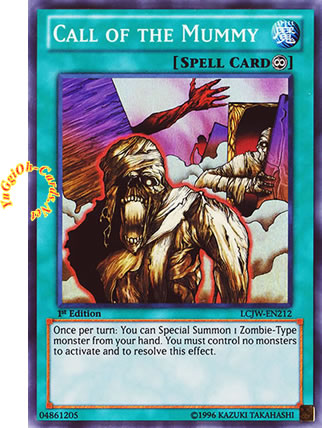 CALL OF THE MUMMY
[SPELL CARD]
YuGgiOh-Cards.Net
1st Edition
LCJW-EN212
Once per turn: You can Special Summon 1 Zombie-Type
monster from your hand. You must control no monsters
to activate and to resolve this effect.
04861205
©1996 KAZUKI TAKAHASHI